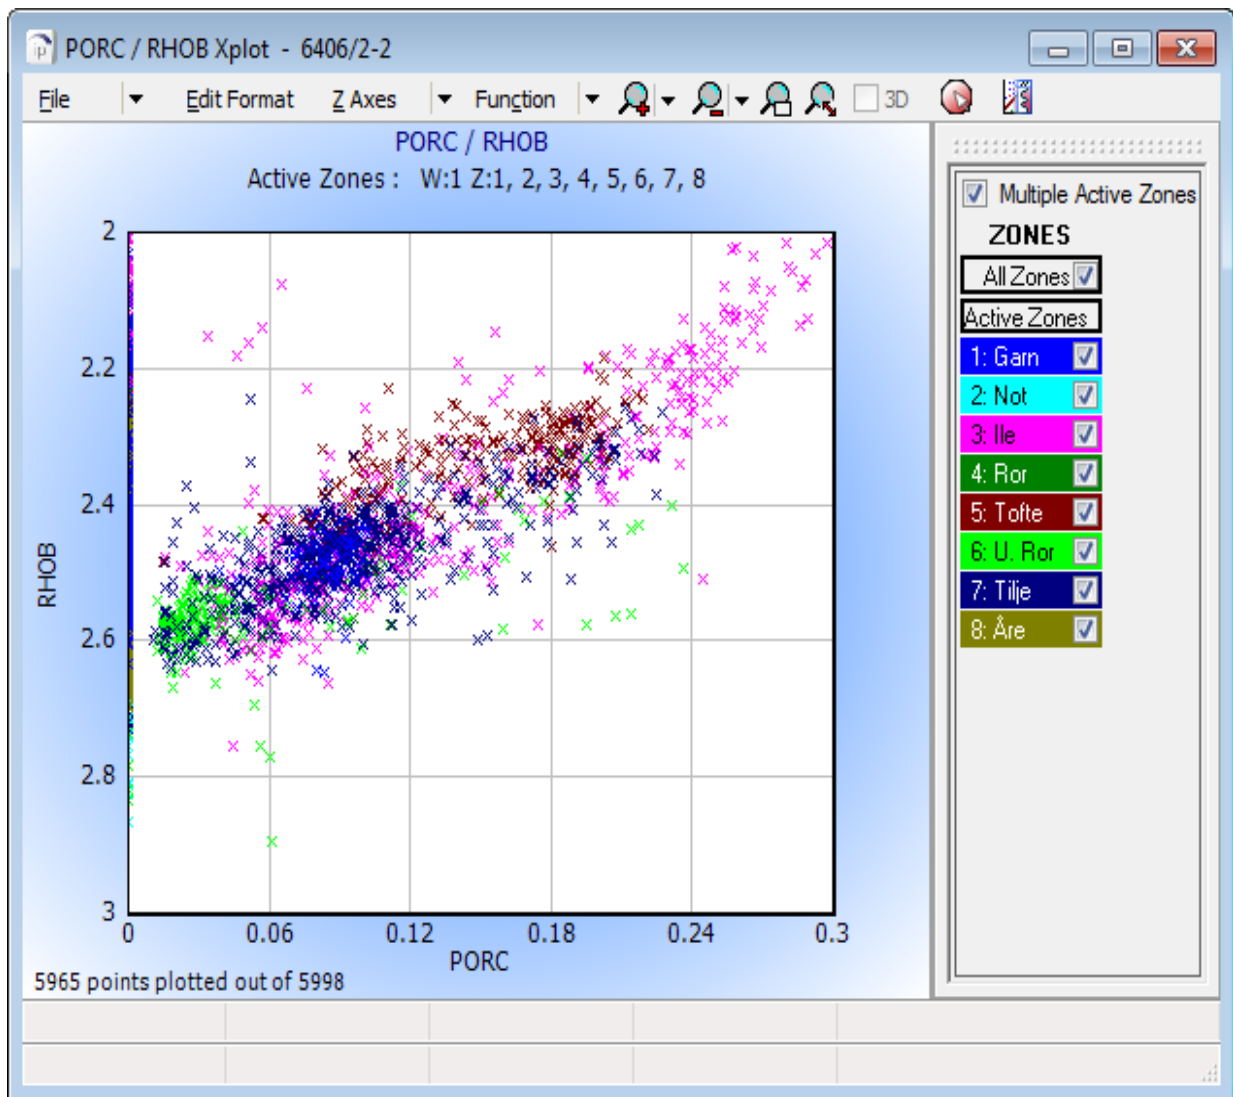 PORC / RHOB Xplot - 6406/2-2
File Edit Format Z Axes Function 3D
PORC / RHOB
Active Zones : W:1 Z:1, 2, 3, 4, 5, 6, 7, 8
2
2.2
2.4
2.6
2.8
3
RHOB
0 0.06 0.12 0.18 0.24 0.3
PORC
5965 points plotted out of 5998
Multiple Active Zones
ZONES
All Zones
Active Zones
1: Garn
2: Not
3: Ile
4: Ror
5: Tofte
6: U. Ror
7: Tilje
8: Åre